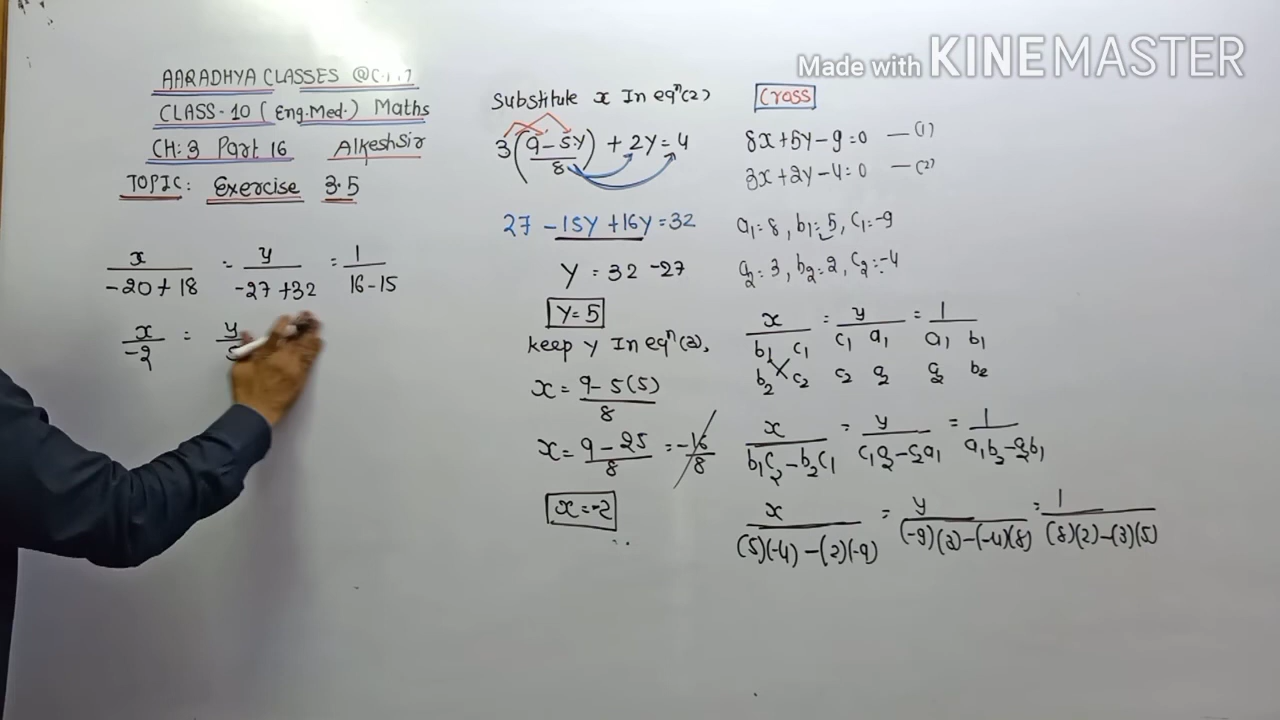 Made with KINEMASTER
AARADHYA CLASSES
CLASS-10 (Eng.Med.) Maths
CH:3 Part 16 AlkeshSir
TOPIC: Exercise 3.5
x/(-20+18) = y/(-27+32) = 1/(16-15)
x/-2 = y/5
Substitute x In eqⁿ(2)
3((9-5y)/8) + 2y = 4
27 - 15y + 16y = 32
y = 32 - 27
y = 5
keep y In eqⁿ(3),
x = (9-5(5))/8
x = (9-25)/8 = -16/8
x = -2
Cross
8x+5y-9=0 —(1)
3x+2y-4=0 —(2)
a₁=8, b₁=5, c₁=-9
a₂=3, b₂=2, c₂=-4
x = y = 1
b₁ c₁ c₁ a₁ a₁ b₁
b₂ c₂ c₂ a₂ a₂ b₂
x/(b₁c₂-b₂c₁) = y/(c₁a₂-c₂a₁) = 1/(a₁b₂-a₂b₁)
x/((5)(-4)-(2)(-9)) = y/((-9)(3)-(-4)(8)) = 1/((8)(2)-(3)(5))